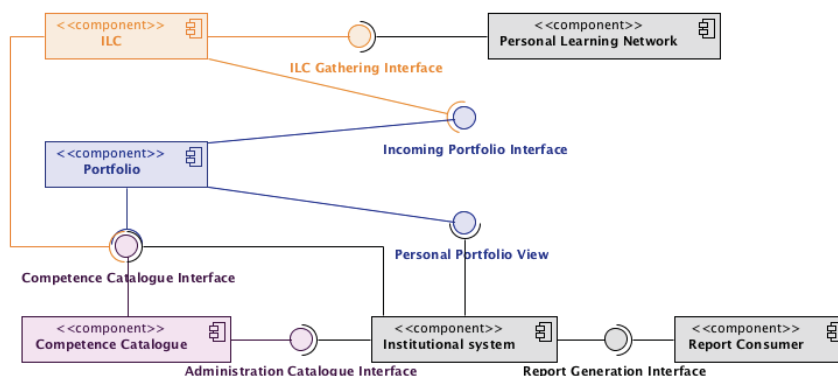 <<component>>
ILC
<<component>>
Personal Learning Network
ILC Gathering Interface
<<component>>
Portfolio
Incoming Portfolio Interface
Personal Portfolio View
Competence Catalogue Interface
<<component>>
Competence Catalogue
<<component>>
Institutional system
<<component>>
Report Consumer
Administration Catalogue Interface
Report Generation Interface